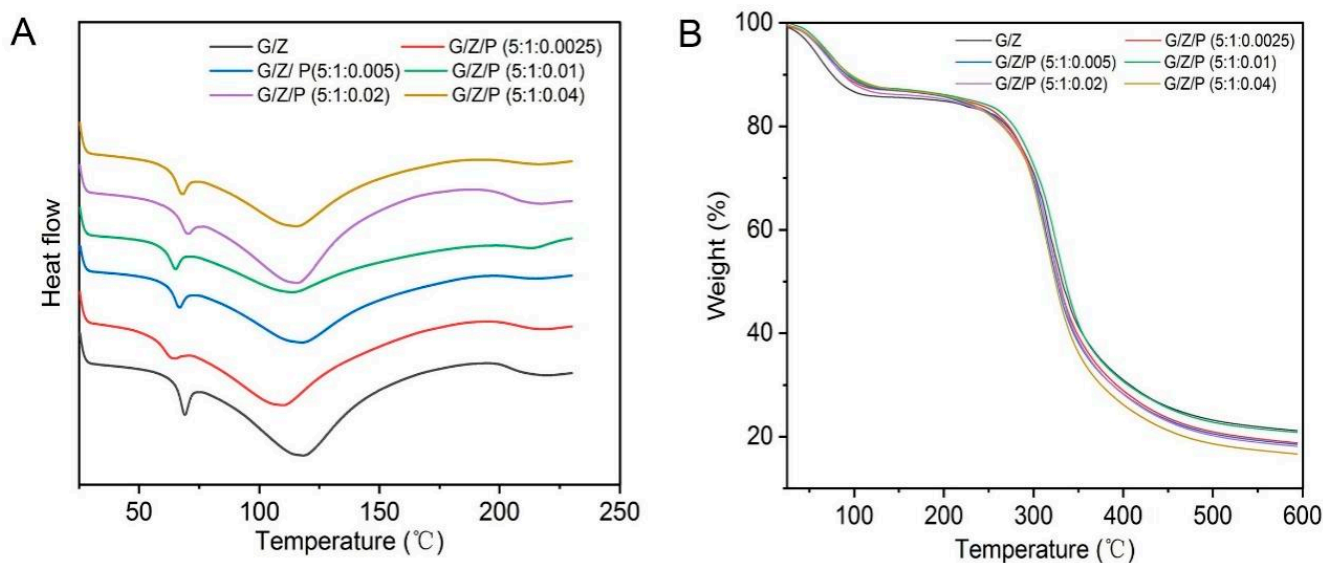 A
G/Z G/Z/P (5:1:0.0025)
G/Z/ P(5:1:0.005) G/Z/P (5:1:0.01)
G/Z/P (5:1:0.02) G/Z/P (5:1:0.04)
Heat flow
50 100 150 200 250
Temperature (℃)
B
100
80
60
40
20
G/Z G/Z/P (5:1:0.0025)
G/Z/P (5:1:0.005) G/Z/P (5:1:0.01)
G/Z/P (5:1:0.02) G/Z/P (5:1:0.04)
Weight (%)
100 200 300 400 500 600
Temperature (℃)